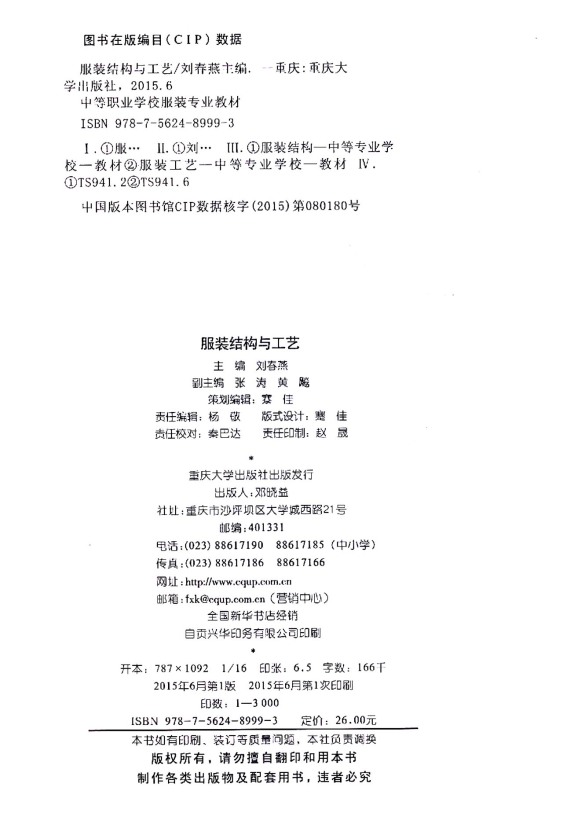 图书在版编目(CIP)数据
服装结构与工艺/刘春燕主编. 一重庆:重庆大
学出版社, 2015.6
中等职业学校服装专业教材
ISBN 978-7-5624-8999-3
Ⅰ.①服… Ⅱ.①刘… Ⅲ.①服装结构—中等专业学
校—教材②服装工艺—中等专业学校—教材 Ⅳ.
①TS941.2②TS941.6
中国版本图书馆CIP数据核字(2015)第080180号
服装结构与工艺
主 编 刘春燕
副主编 张 涛 黄 飚
策划编辑: 蹇 佳
责任编辑: 杨 敬 版式设计: 蹇 佳
责任校对: 秦巴达 责任印制: 赵 晟
*
重庆大学出版社出版发行
出版人:邓晓益
社址:重庆市沙坪坝区大学城西路21号
邮编:401331
电话:(023) 88617190 88617185 (中小学)
传真:(023) 88617186 88617166
网址:http://www.cqup.com.cn
邮箱:fxk@cqup.com.cn (营销中心)
全国新华书店经销
自贡兴华印务有限公司印刷
*
开本: 787×1092 1/16 印张: 6.5 字数: 166千
2015年6月第1版 2015年6月第1次印刷
印数: 1—3 000
ISBN 978-7-5624-8999-3 定价: 26.00元
本书如有印刷、装订等质量问题, 本社负责调换
版权所有, 请勿擅自翻印和用本书
制作各类出版物及配套用书, 违者必究